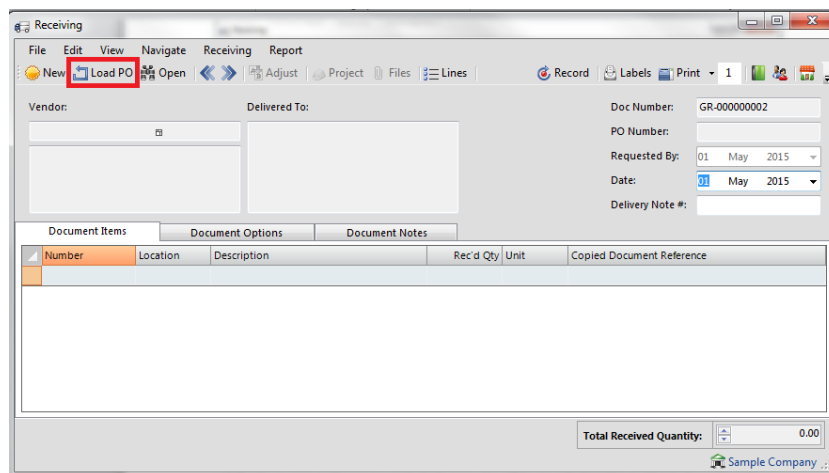 Receiving
File Edit View Navigate Receiving Report
New Load PO Open Adjust Project Files Lines Record Labels Print 1
Vendor: Delivered To: Doc Number: GR-000000002
PO Number:
Requested By: 01 May 2015
Date: 01 May 2015
Delivery Note #:
Document Items Document Options Document Notes
Number Location Description Rec'd Qty Unit Copied Document Reference
Total Received Quantity: 0.00
Sample Company